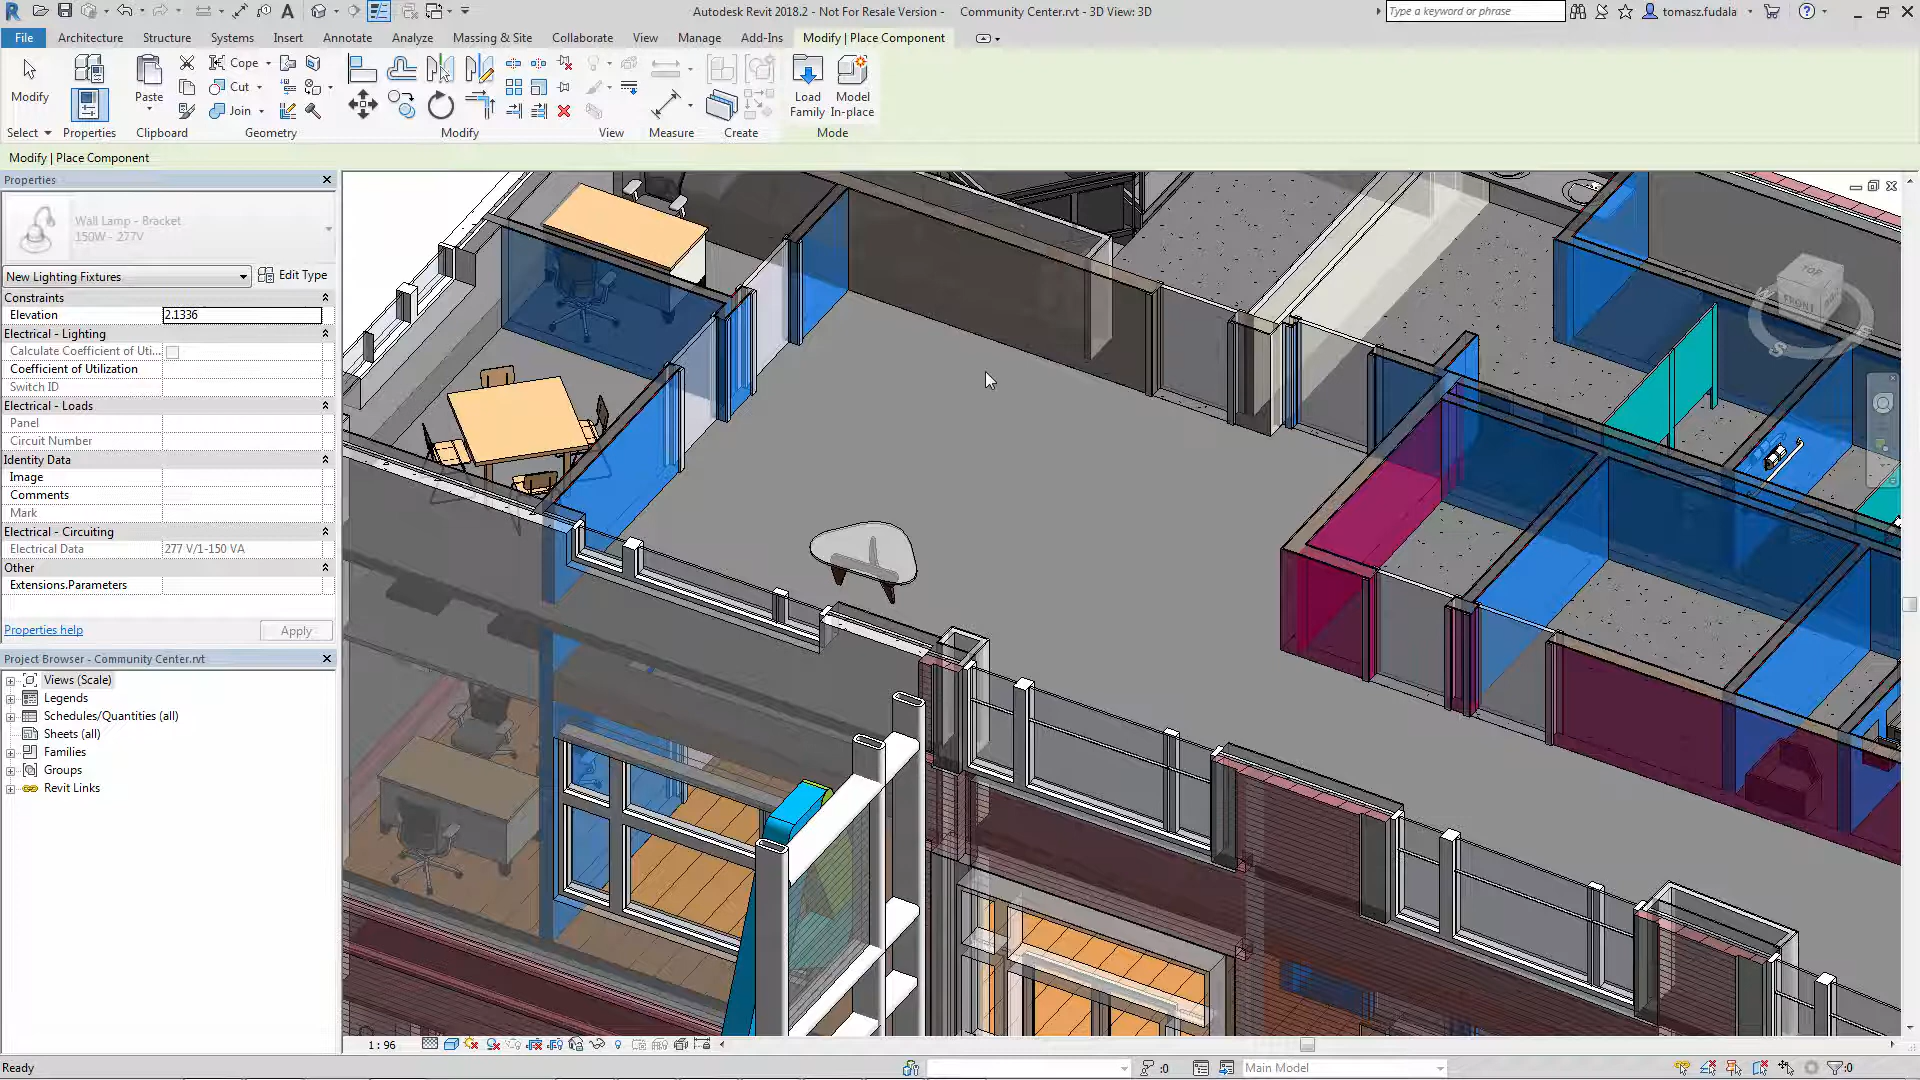 Autodesk Revit 2018.2 - Not For Resale Version - Community Center.rvt - 3D View: 3D
Type a keyword or phrase
tomasz.fudala
File Architecture Structure Systems Insert Annotate Analyze Massing & Site Collaborate View Manage Add-Ins Modify | Place Component
Modify
Paste
Cope
Cut
Join
Load Family
Model In-place
Select Properties Clipboard Geometry Modify View Measure Create Mode
Modify | Place Component
Properties
Wall Lamp - Bracket
150W - 277V
New Lighting Fixtures
Edit Type
Constraints
Elevation 2.1336
Electrical - Lighting
Calculate Coefficient of Uti...
Coefficient of Utilization
Switch ID
Electrical - Loads
Panel
Circuit Number
Identity Data
Image
Comments
Mark
Electrical - Circuiting
Electrical Data 277 V/1-150 VA
Other
Extensions.Parameters
Properties help
Apply
Project Browser - Community Center.rvt
Views (Scale)
Legends
Schedules/Quantities (all)
Sheets (all)
Families
Groups
Revit Links
TOP
FRONT
S
1 : 96
Ready
:0
Main Model
:0